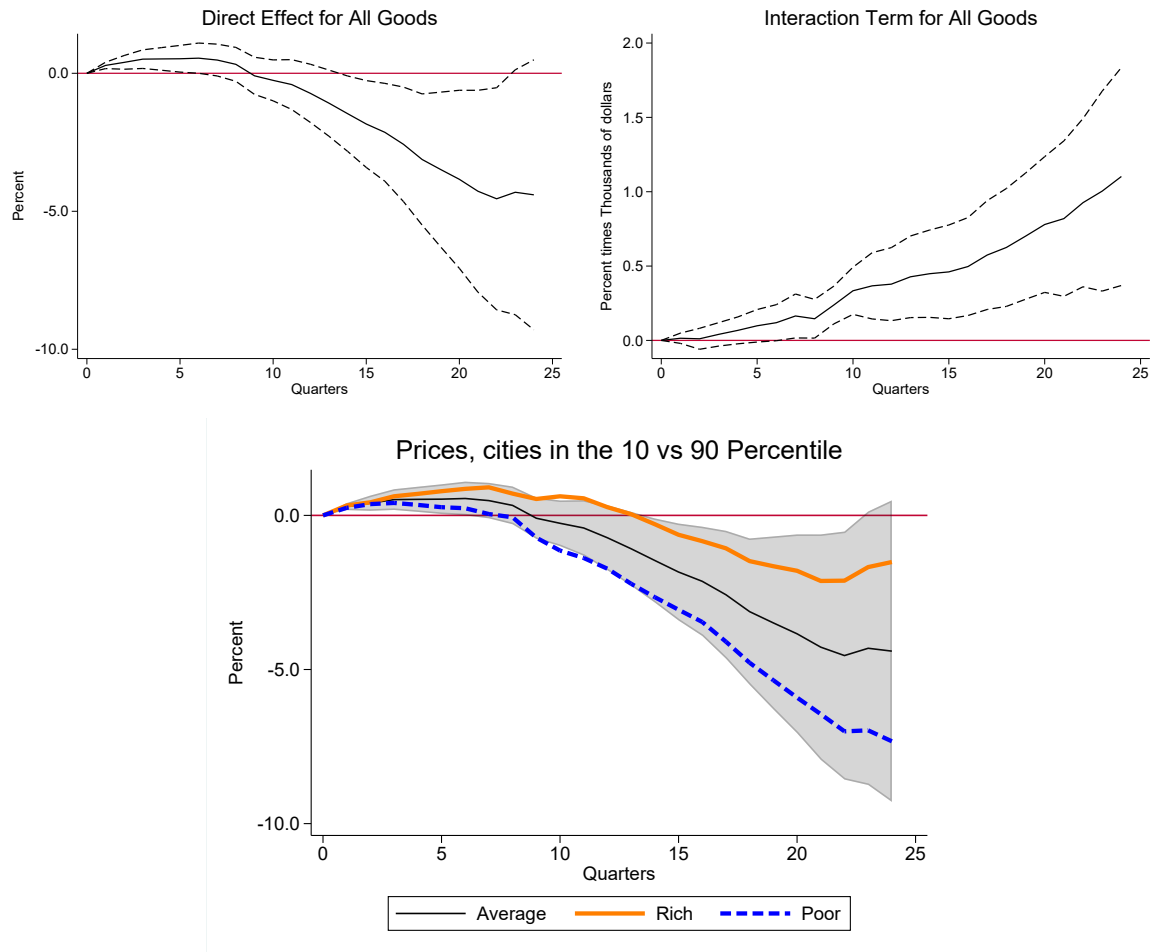 Direct Effect for All Goods
Percent
0.0
-5.0
-10.0
0 5 10 15 20 25
Quarters
Interaction Term for All Goods
Percent times Thousands of dollars
2.0
1.5
1.0
0.5
0.0
0 5 10 15 20 25
Quarters
Prices, cities in the 10 vs 90 Percentile
Percent
0.0
-5.0
-10.0
0 5 10 15 20 25
Quarters
Average Rich Poor